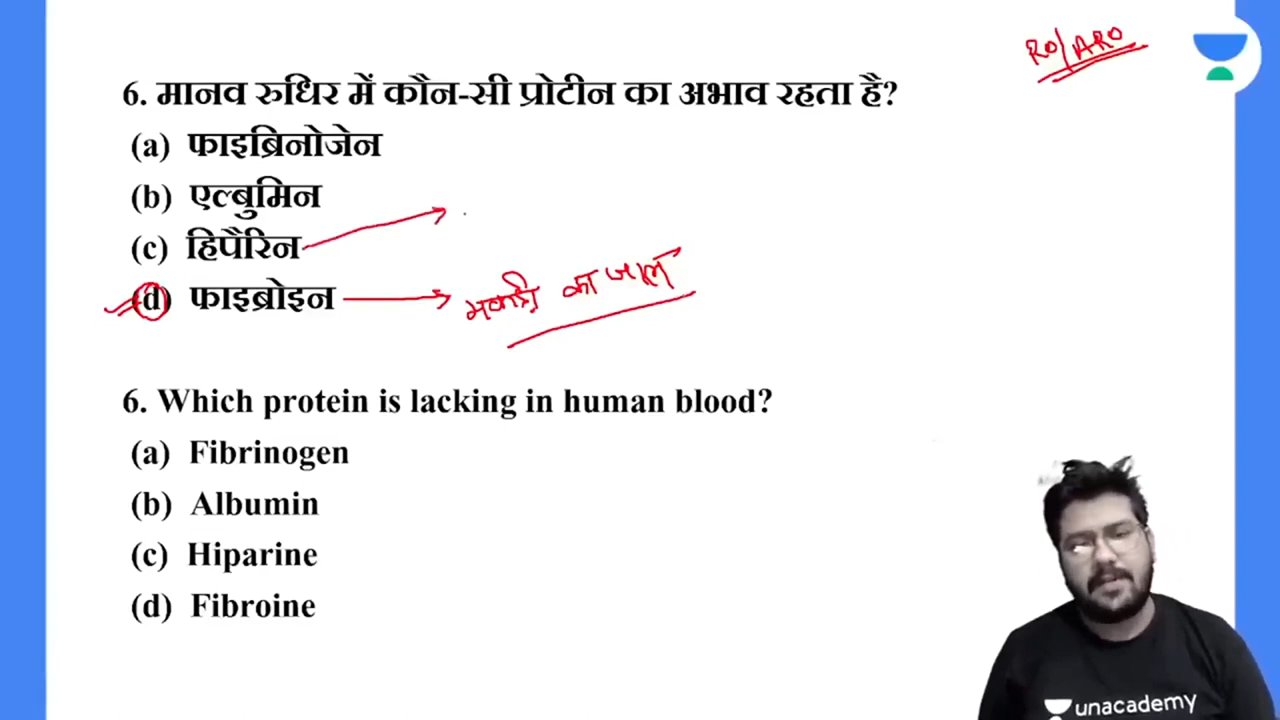 RO/ARO
6. मानव रुधिर में कौन-सी प्रोटीन का अभाव रहता है?
(a) फाइब्रिनोजेन
(b) एल्बुमिन
(c) हिपैरिन
(d) फाइब्रोइन
मकड़ी का जाल
6. Which protein is lacking in human blood?
(a) Fibrinogen
(b) Albumin
(c) Hiparine
(d) Fibroine
unacademy